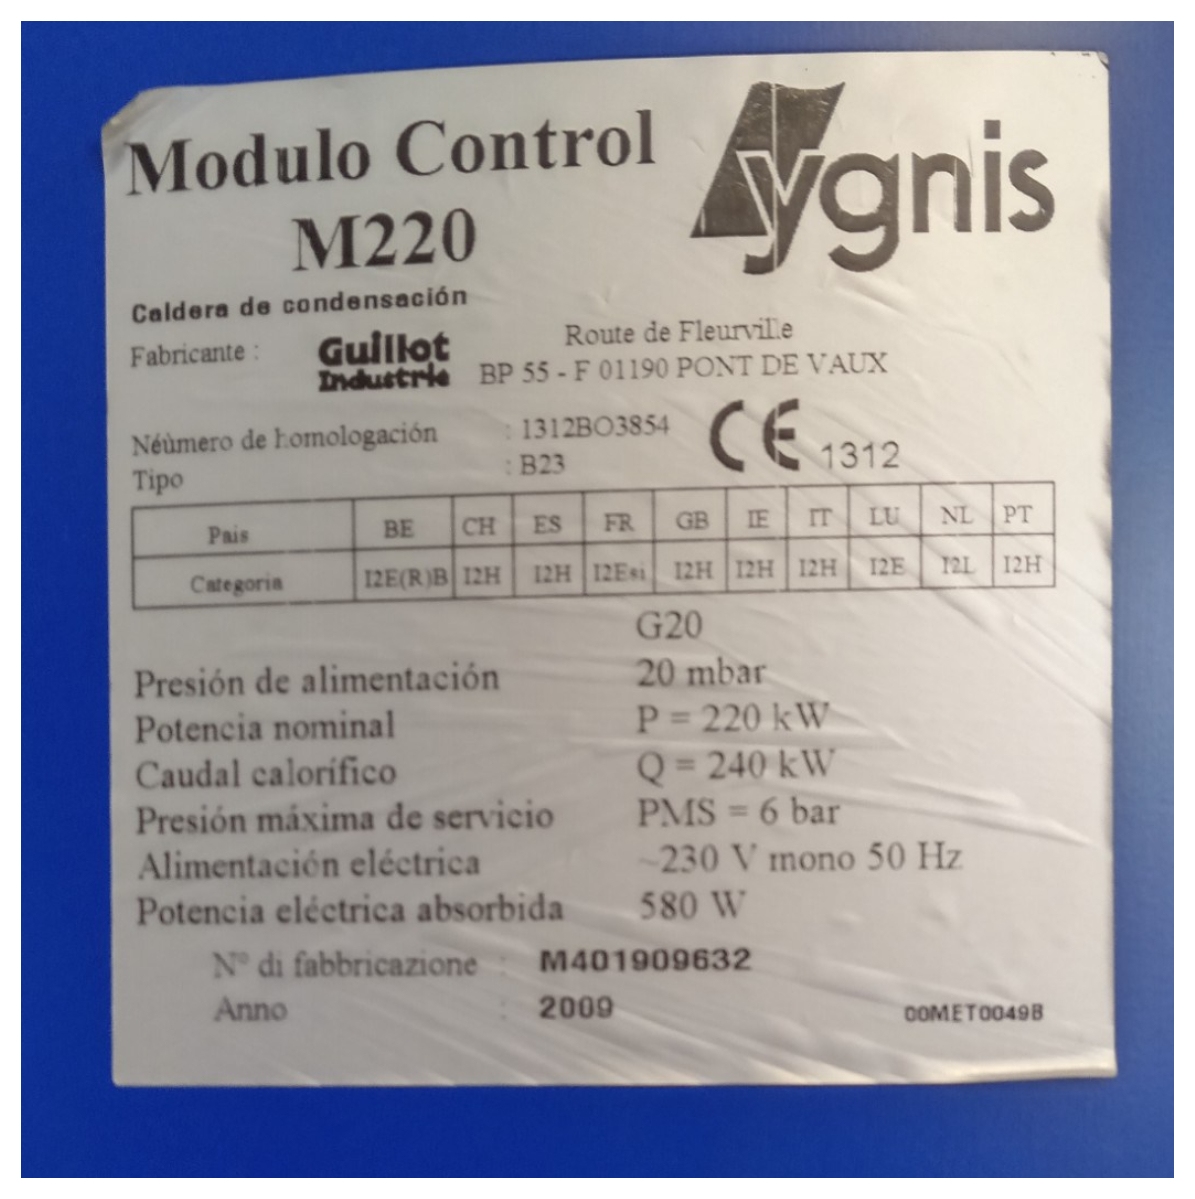 Modulo Control
M220
ygnis
Caldera de condensación
Fabricante : Guillot Industrie Route de Fleurville
BP 55 - F 01190 PONT DE VAUX
Néùmero de homologación : 1312BO3854 CE 1312
Tipo : B23
Pais BE CH ES FR GB IE IT LU NL PT
Categoria I2E(R)B I2H I2H I2Esi I2H I2H I2H I2E I2L I2H
G20
Presión de alimentación 20 mbar
Potencia nominal P = 220 kW
Caudal calorífico Q = 240 kW
Presión máxima de servicio PMS = 6 bar
Alimentación eléctrica ~230 V mono 50 Hz
Potencia eléctrica absorbida 580 W
N° di fabbricazione : M401909632
Anno : 2009
00MET0049B